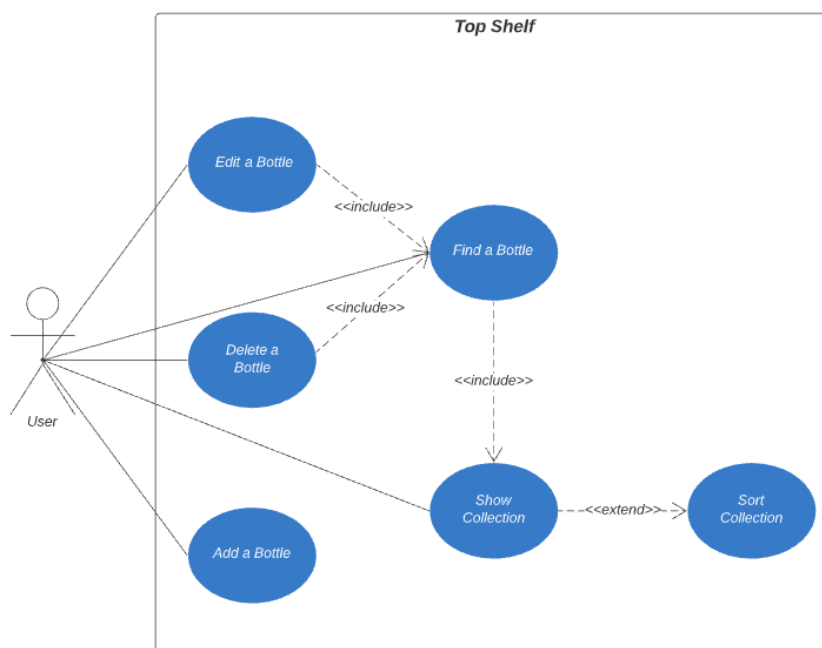 Top Shelf
Edit a Bottle
<<include>>
Find a Bottle
<<include>>
Delete a
Bottle
<<include>>
User
Show
Collection
<<extend>>
Sort
Collection
Add a Bottle